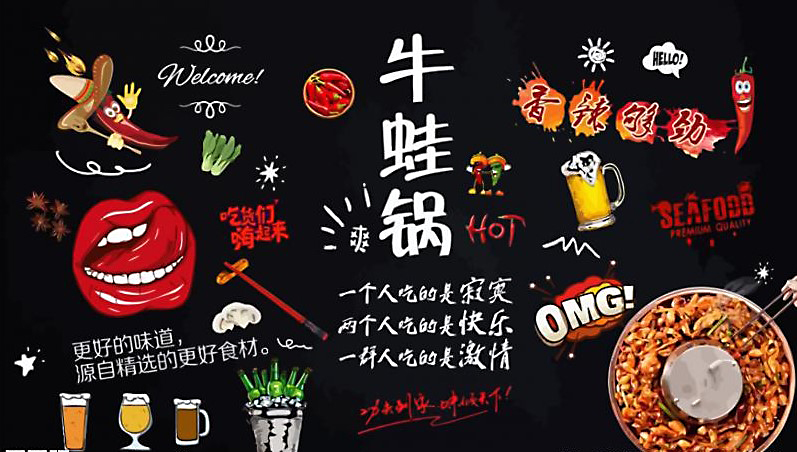 Welcome!
牛蛙锅
HELLO!
香辣够劲
吃货们
嗨起来
爽
HOT
SEAFOOD
PREMIUM QUALITY
OMG!
一个人吃的是寂寞
两个人吃的是快乐
一群人吃的是激情
更好的味道，
源自精选的更好食材。